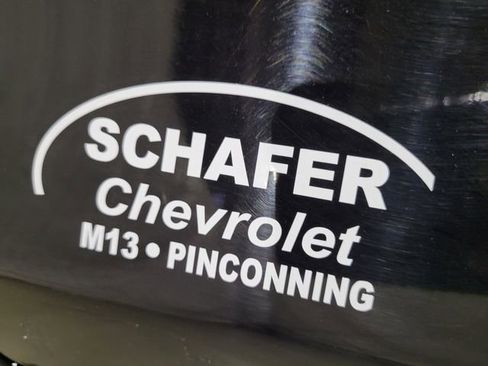 SCHAFER
Chevrolet
M13 • PINCONNING